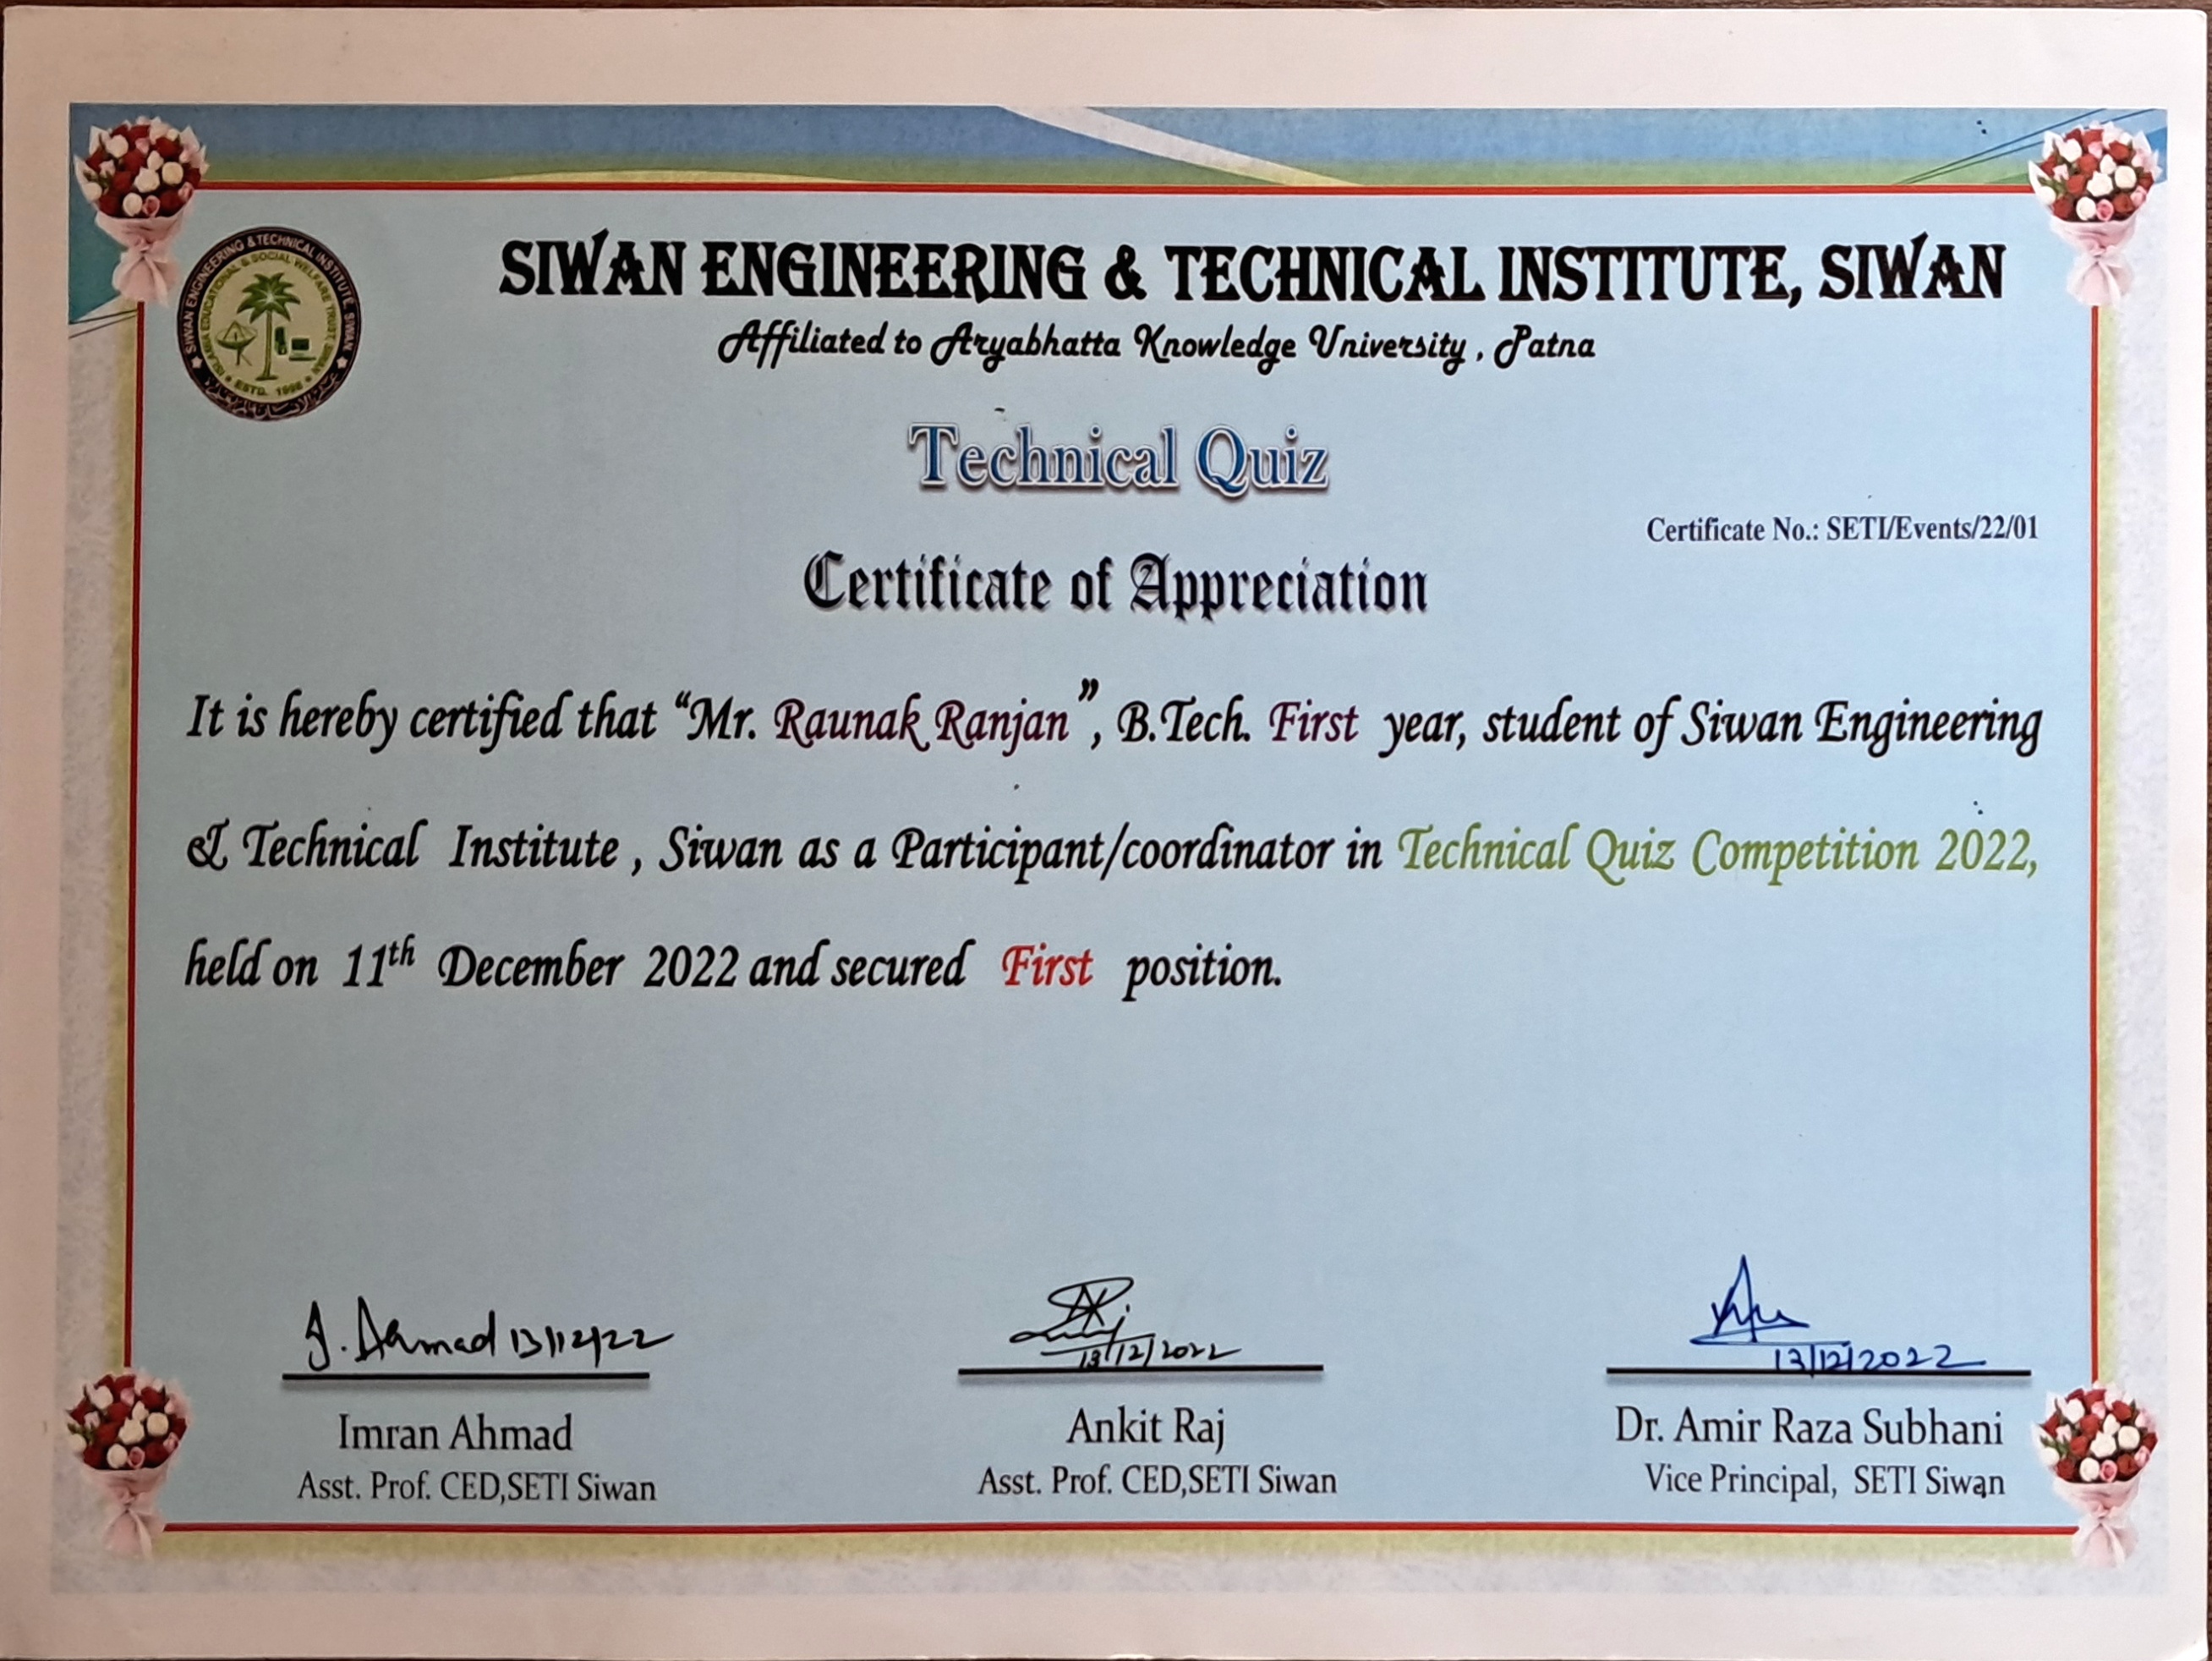 SIWAN ENGINEERING & TECHNICAL INSTITUTE, SIWAN
ISLAMIA EDUCATIONAL & SOCIAL WELFARE TRUST, SIWAN
ESTD. 1998
SIWAN ENGINEERING & TECHNICAL INSTITUTE, SIWAN
Affiliated to Aryabhatta Knowledge University , Patna
Technical Quiz
Certificate No.: SETI/Events/22/01
Certificate of Appreciation
It is hereby certified that “Mr. Raunak Ranjan”, B.Tech. First year, student of Siwan Engineering
& Technical Institute , Siwan as a Participant/coordinator in Technical Quiz Competition 2022,
held on 11th December 2022 and secured First position.
I. Ahmad 13/12/22
13/12/2022
13/12/2022
Imran Ahmad
Ankit Raj
Dr. Amir Raza Subhani
Asst. Prof. CED,SETI Siwan
Asst. Prof. CED,SETI Siwan
Vice Principal, SETI Siwan